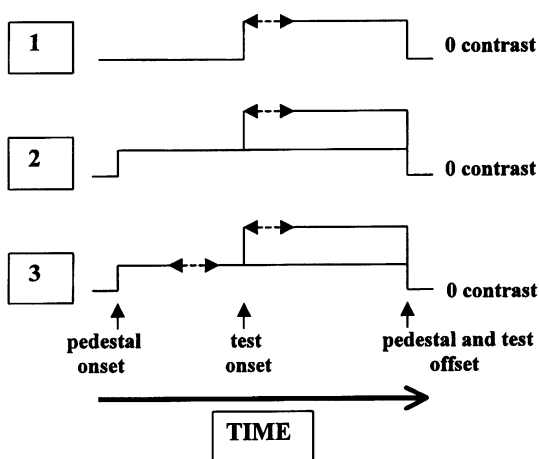 1
0 contrast
2
0 contrast
3
0 contrast
pedestal onset
test onset
pedestal and test offset
TIME